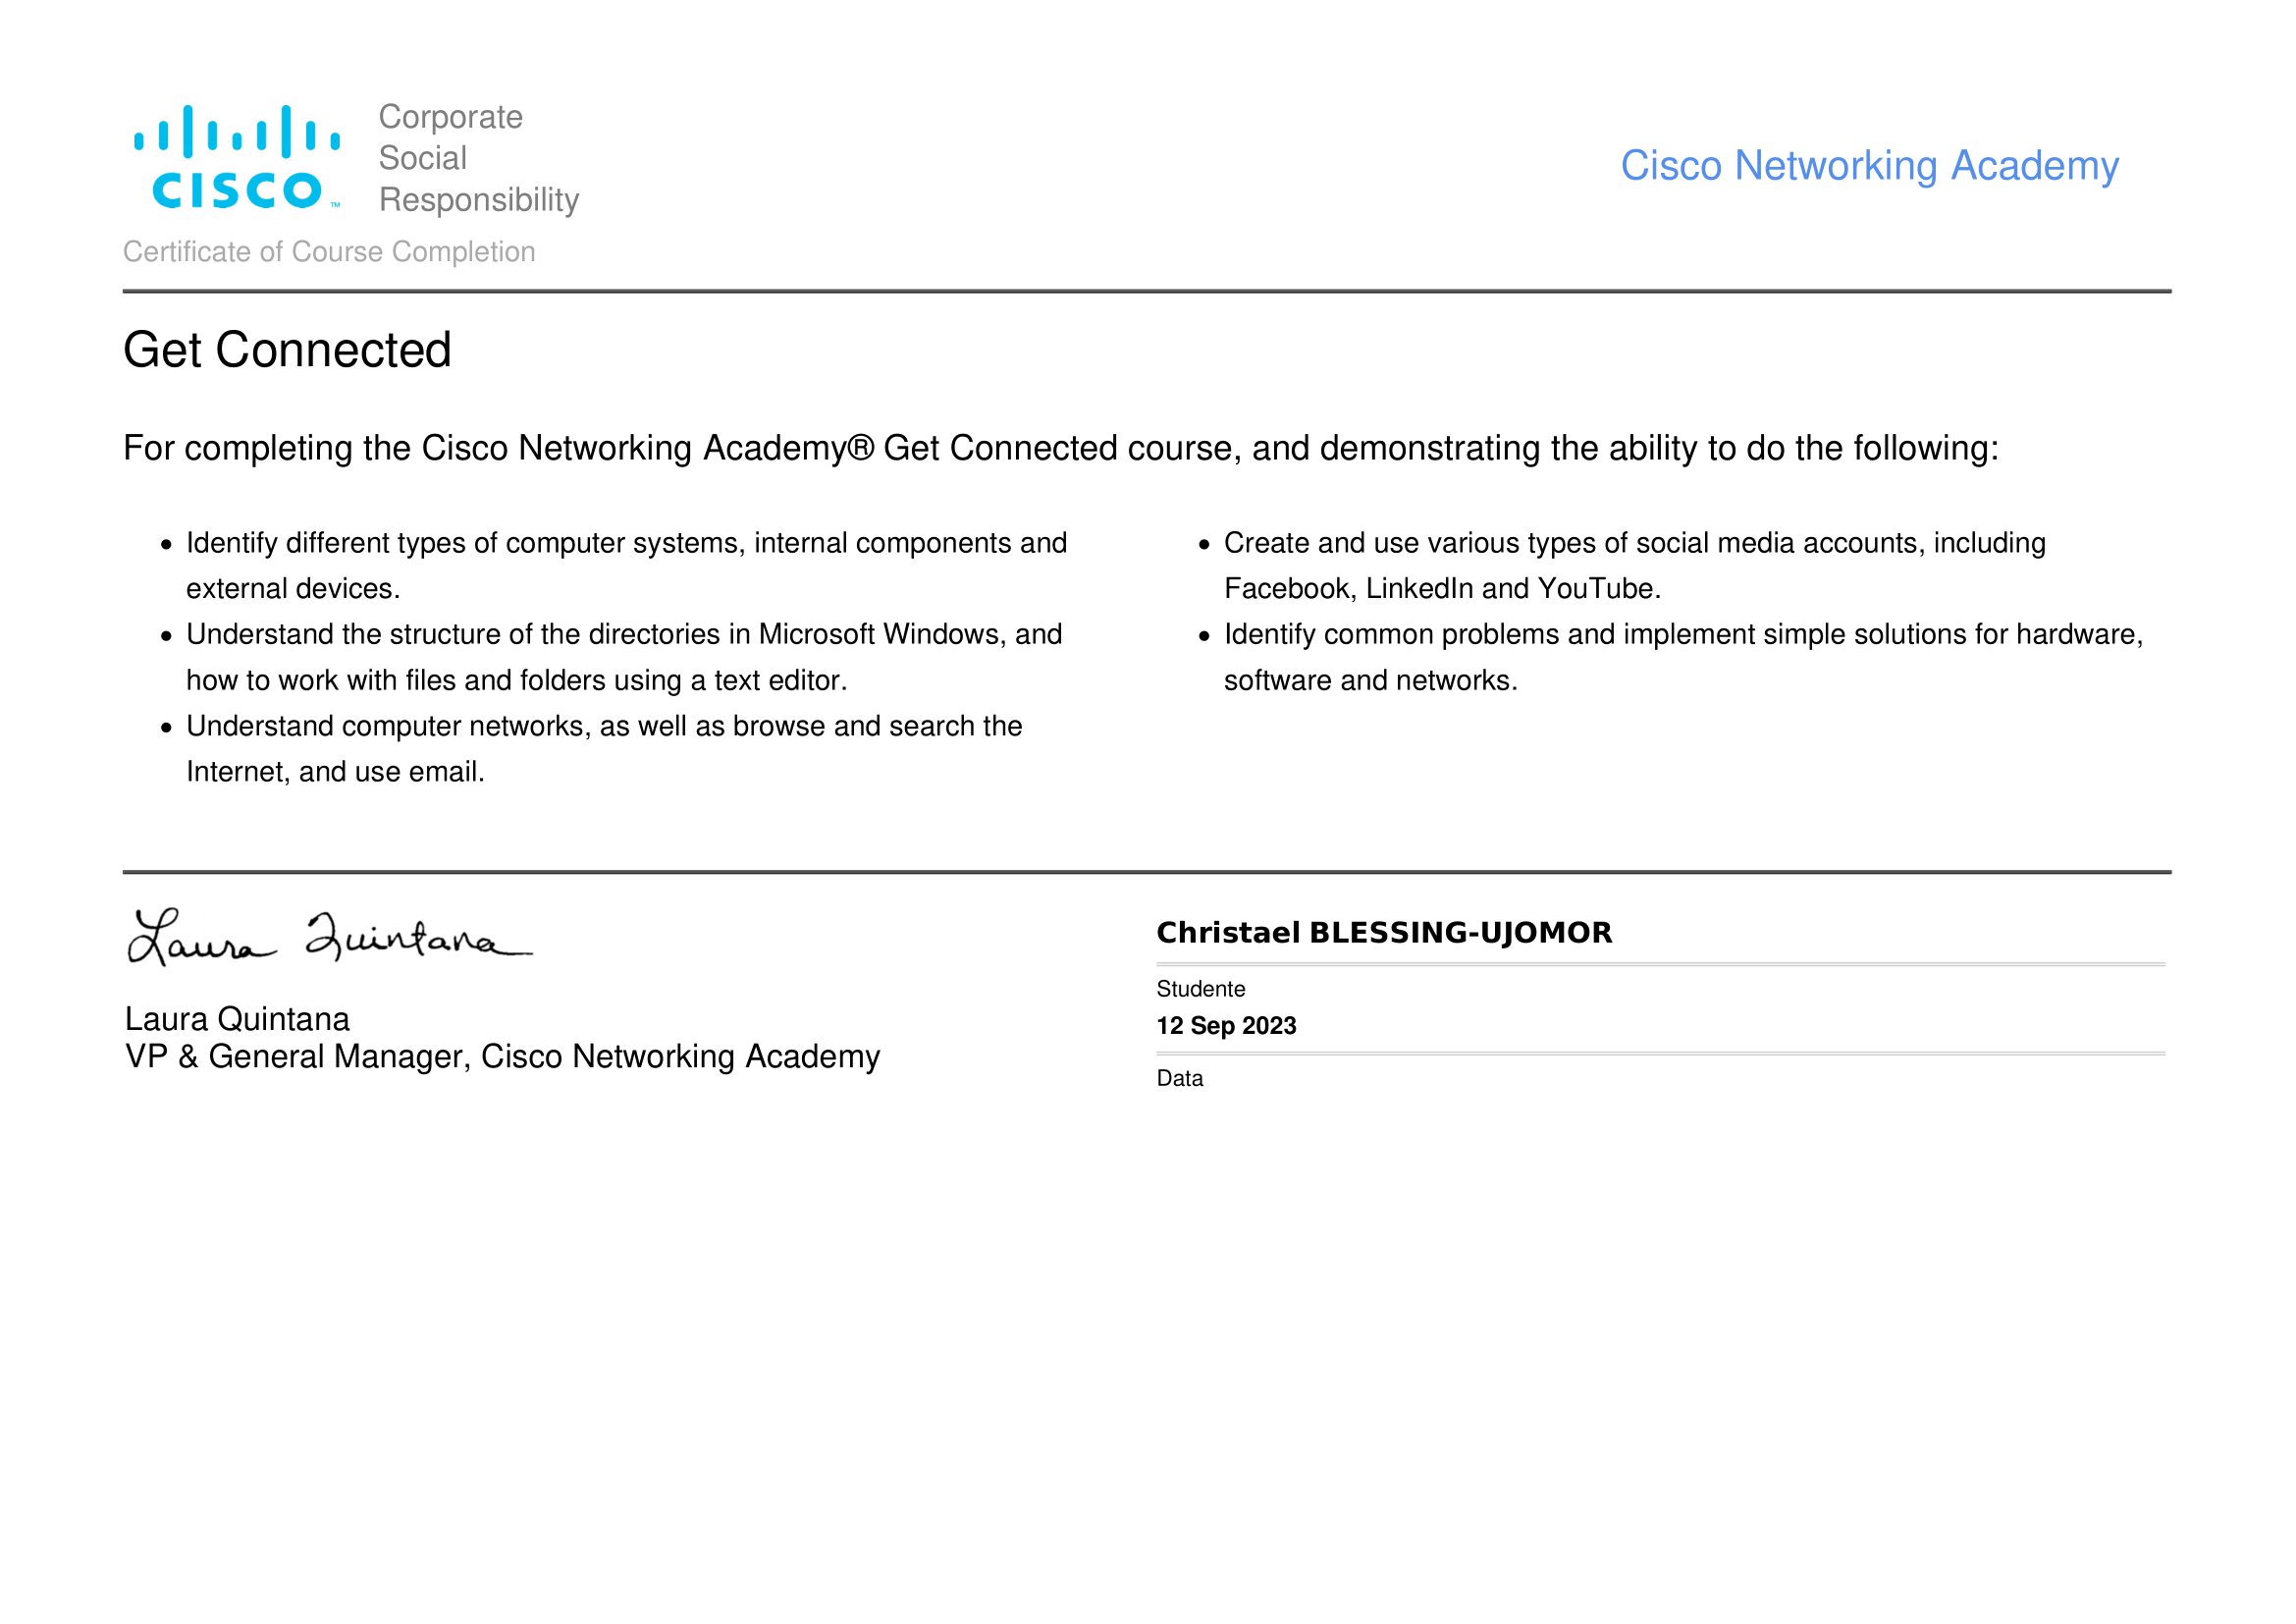 CISCO™
Corporate
Social
Responsibility
Cisco Networking Academy
Certificate of Course Completion
Get Connected
For completing the Cisco Networking Academy® Get Connected course, and demonstrating the ability to do the following:
• Identify different types of computer systems, internal components and
external devices.
• Understand the structure of the directories in Microsoft Windows, and
how to work with files and folders using a text editor.
• Understand computer networks, as well as browse and search the
Internet, and use email.
• Create and use various types of social media accounts, including
Facebook, LinkedIn and YouTube.
• Identify common problems and implement simple solutions for hardware,
software and networks.
Laura Quintana
Laura Quintana
VP & General Manager, Cisco Networking Academy
Christael BLESSING-UJOMOR
Studente
12 Sep 2023
Data